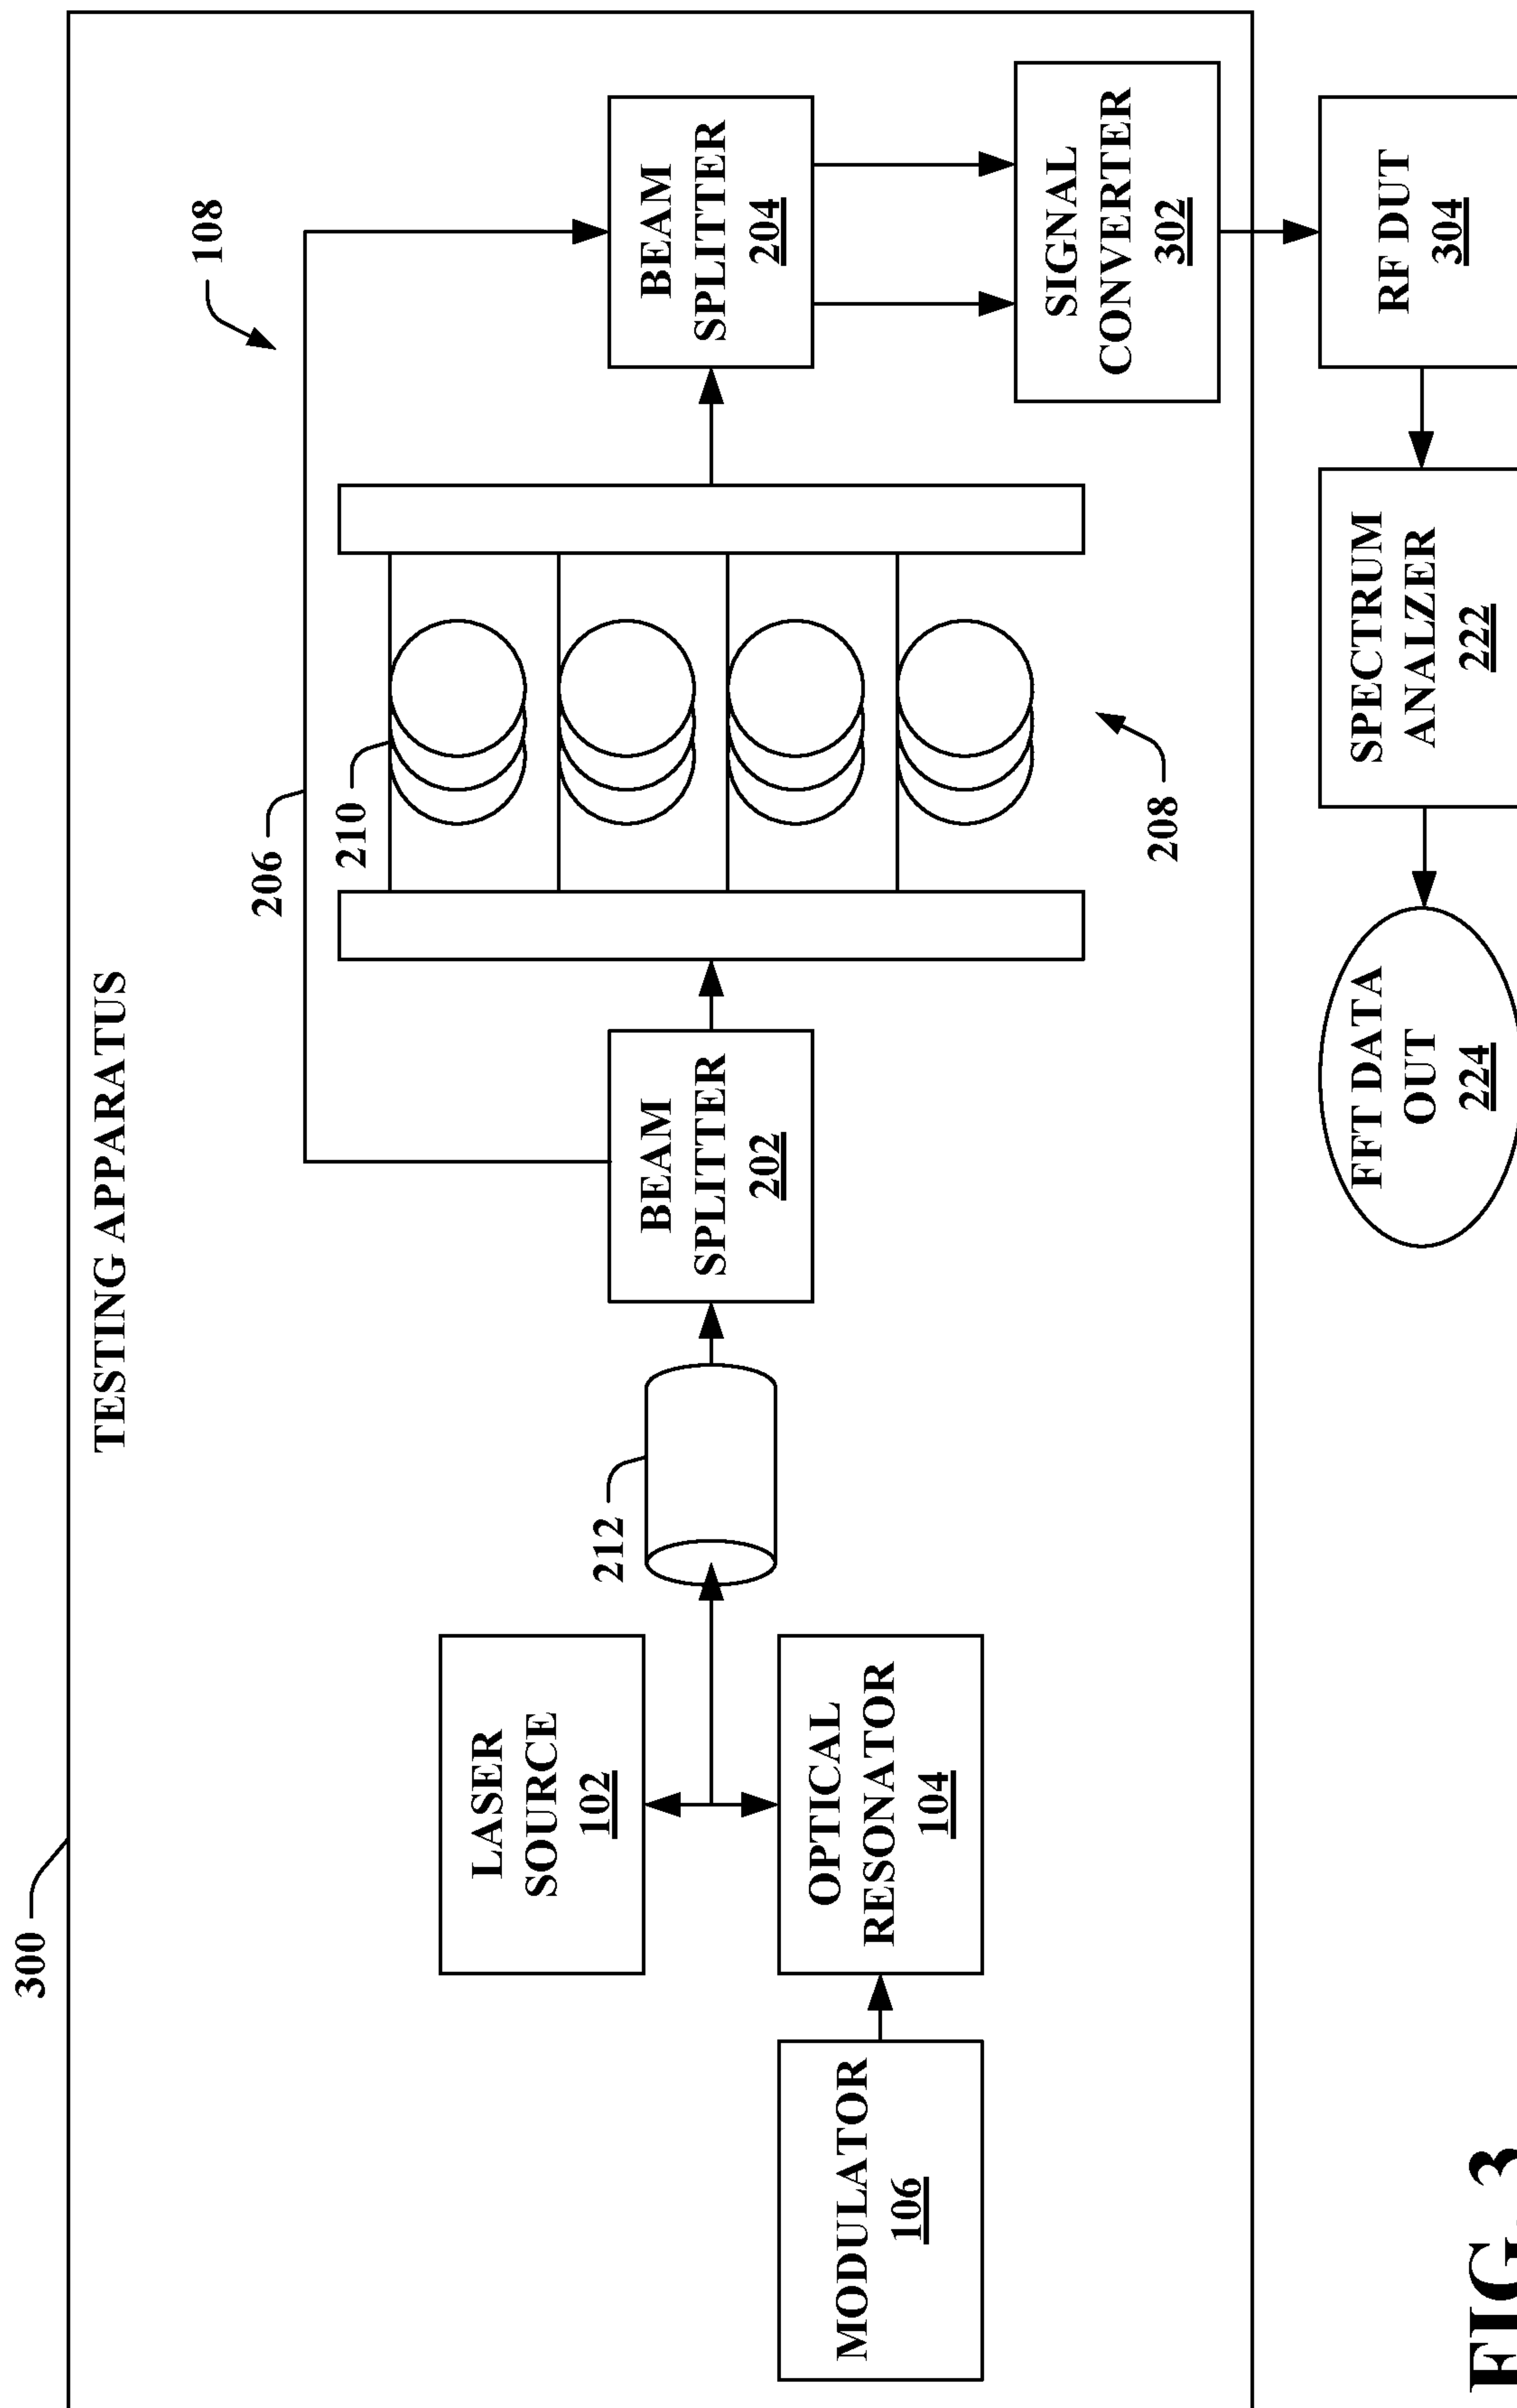 300
TESTING APPARATUS
108
206
210
LASER
SOURCE
102
212
BEAM
SPLITTER
202
BEAM
SPLITTER
204
MODULATOR
106
OPTICAL
RESONATOR
104
208
SIGNAL
CONVERTER
302
FFT DATA
OUT
224
SPECTRUM
ANALZER
222
RF DUT
304
FIG. 3